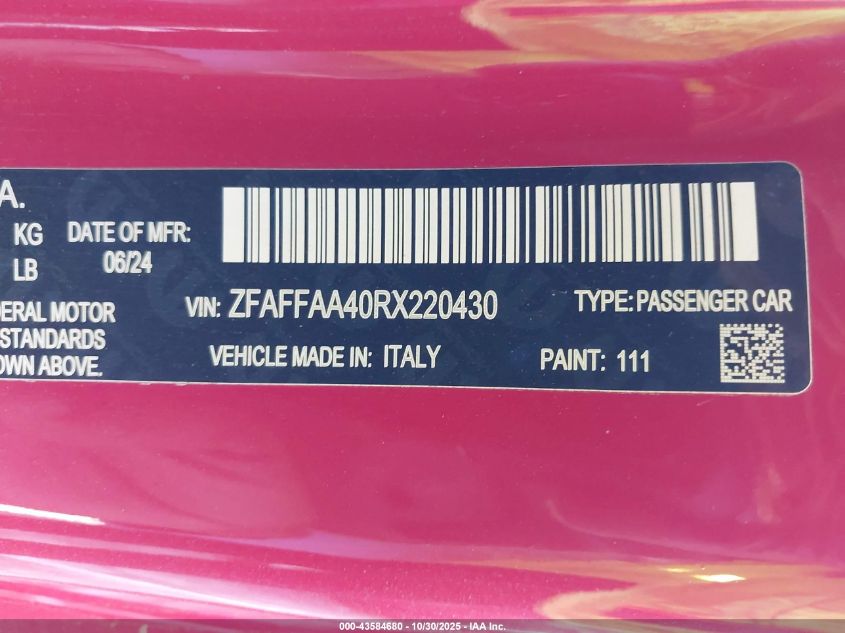 A.
KG
LB
DATE OF MFR:
06/24
ERAL MOTOR
STANDARDS
OWN ABOVE.
VIN: ZFAFFAA40RX220430
TYPE: PASSENGER CAR
VEHICLE MADE IN: ITALY
PAINT: 111
000-43584680 - 10/30/2025 - IAA Inc.